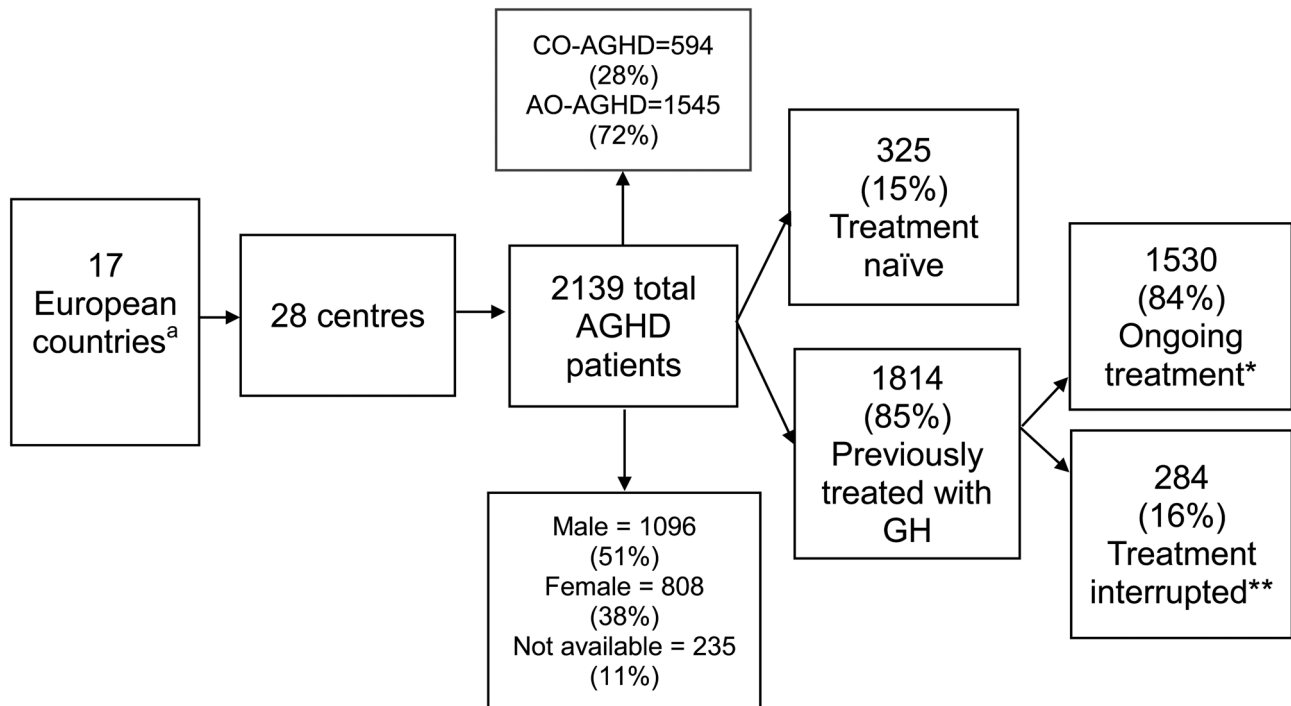 CO-AGHD=594
(28%)
AO-AGHD=1545
(72%)
17
European
countriesª
28 centres
2139 total
AGHD
patients
325
(15%)
Treatment
naïve
1814
(85%)
Previously
treated with
GH
1530
(84%)
Ongoing
treatment*
284
(16%)
Treatment
interrupted**
Male = 1096
(51%)
Female = 808
(38%)
Not available = 235
(11%)